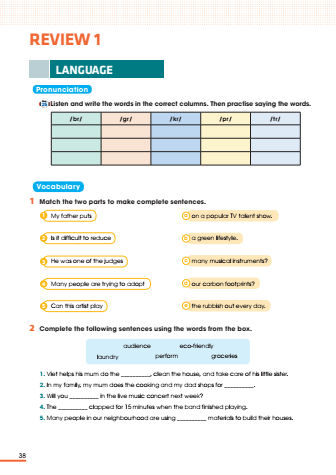 REVIEW 1
LANGUAGE
Pronunciation
Listen and write the words in the correct columns. Then practise saying the words.
/br/ /gr/ /kr/ /pr/ /tr/
Vocabulary
1 Match the two parts to make complete sentences.
1 My father puts a on a popular TV talent show.
2 Is it difficult to reduce b a green lifestyle.
3 He was one of the judges c many musical instruments?
4 Many people are trying to adopt d our carbon footprints?
5 Can this artist play e the rubbish out every day.
2 Complete the following sentences using the words from the box.
audience eco-friendly
laundry perform groceries
1. Viet helps his mum do the _________, clean the house, and take care of his little sister.
2. In my family, my mum does the cooking and my dad shops for _________.
3. Will you _________ in the live music concert next week?
4. The _________ clapped for 15 minutes when the band finished playing.
5. Many people in our neighbourhood are using _________ materials to build their houses.
38